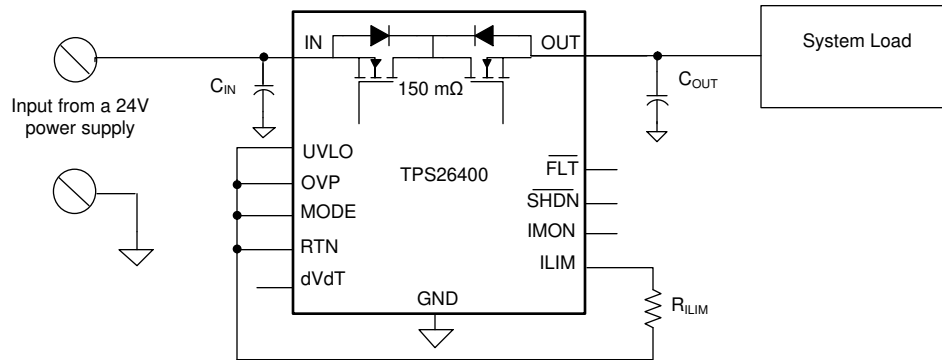 IN
OUT
System Load
C_IN
C_OUT
150 mΩ
Input from a 24V
power supply
UVLO
TPS26400
FLT
OVP
SHDN
MODE
IMON
RTN
ILIM
dVdT
GND
R_ILIM